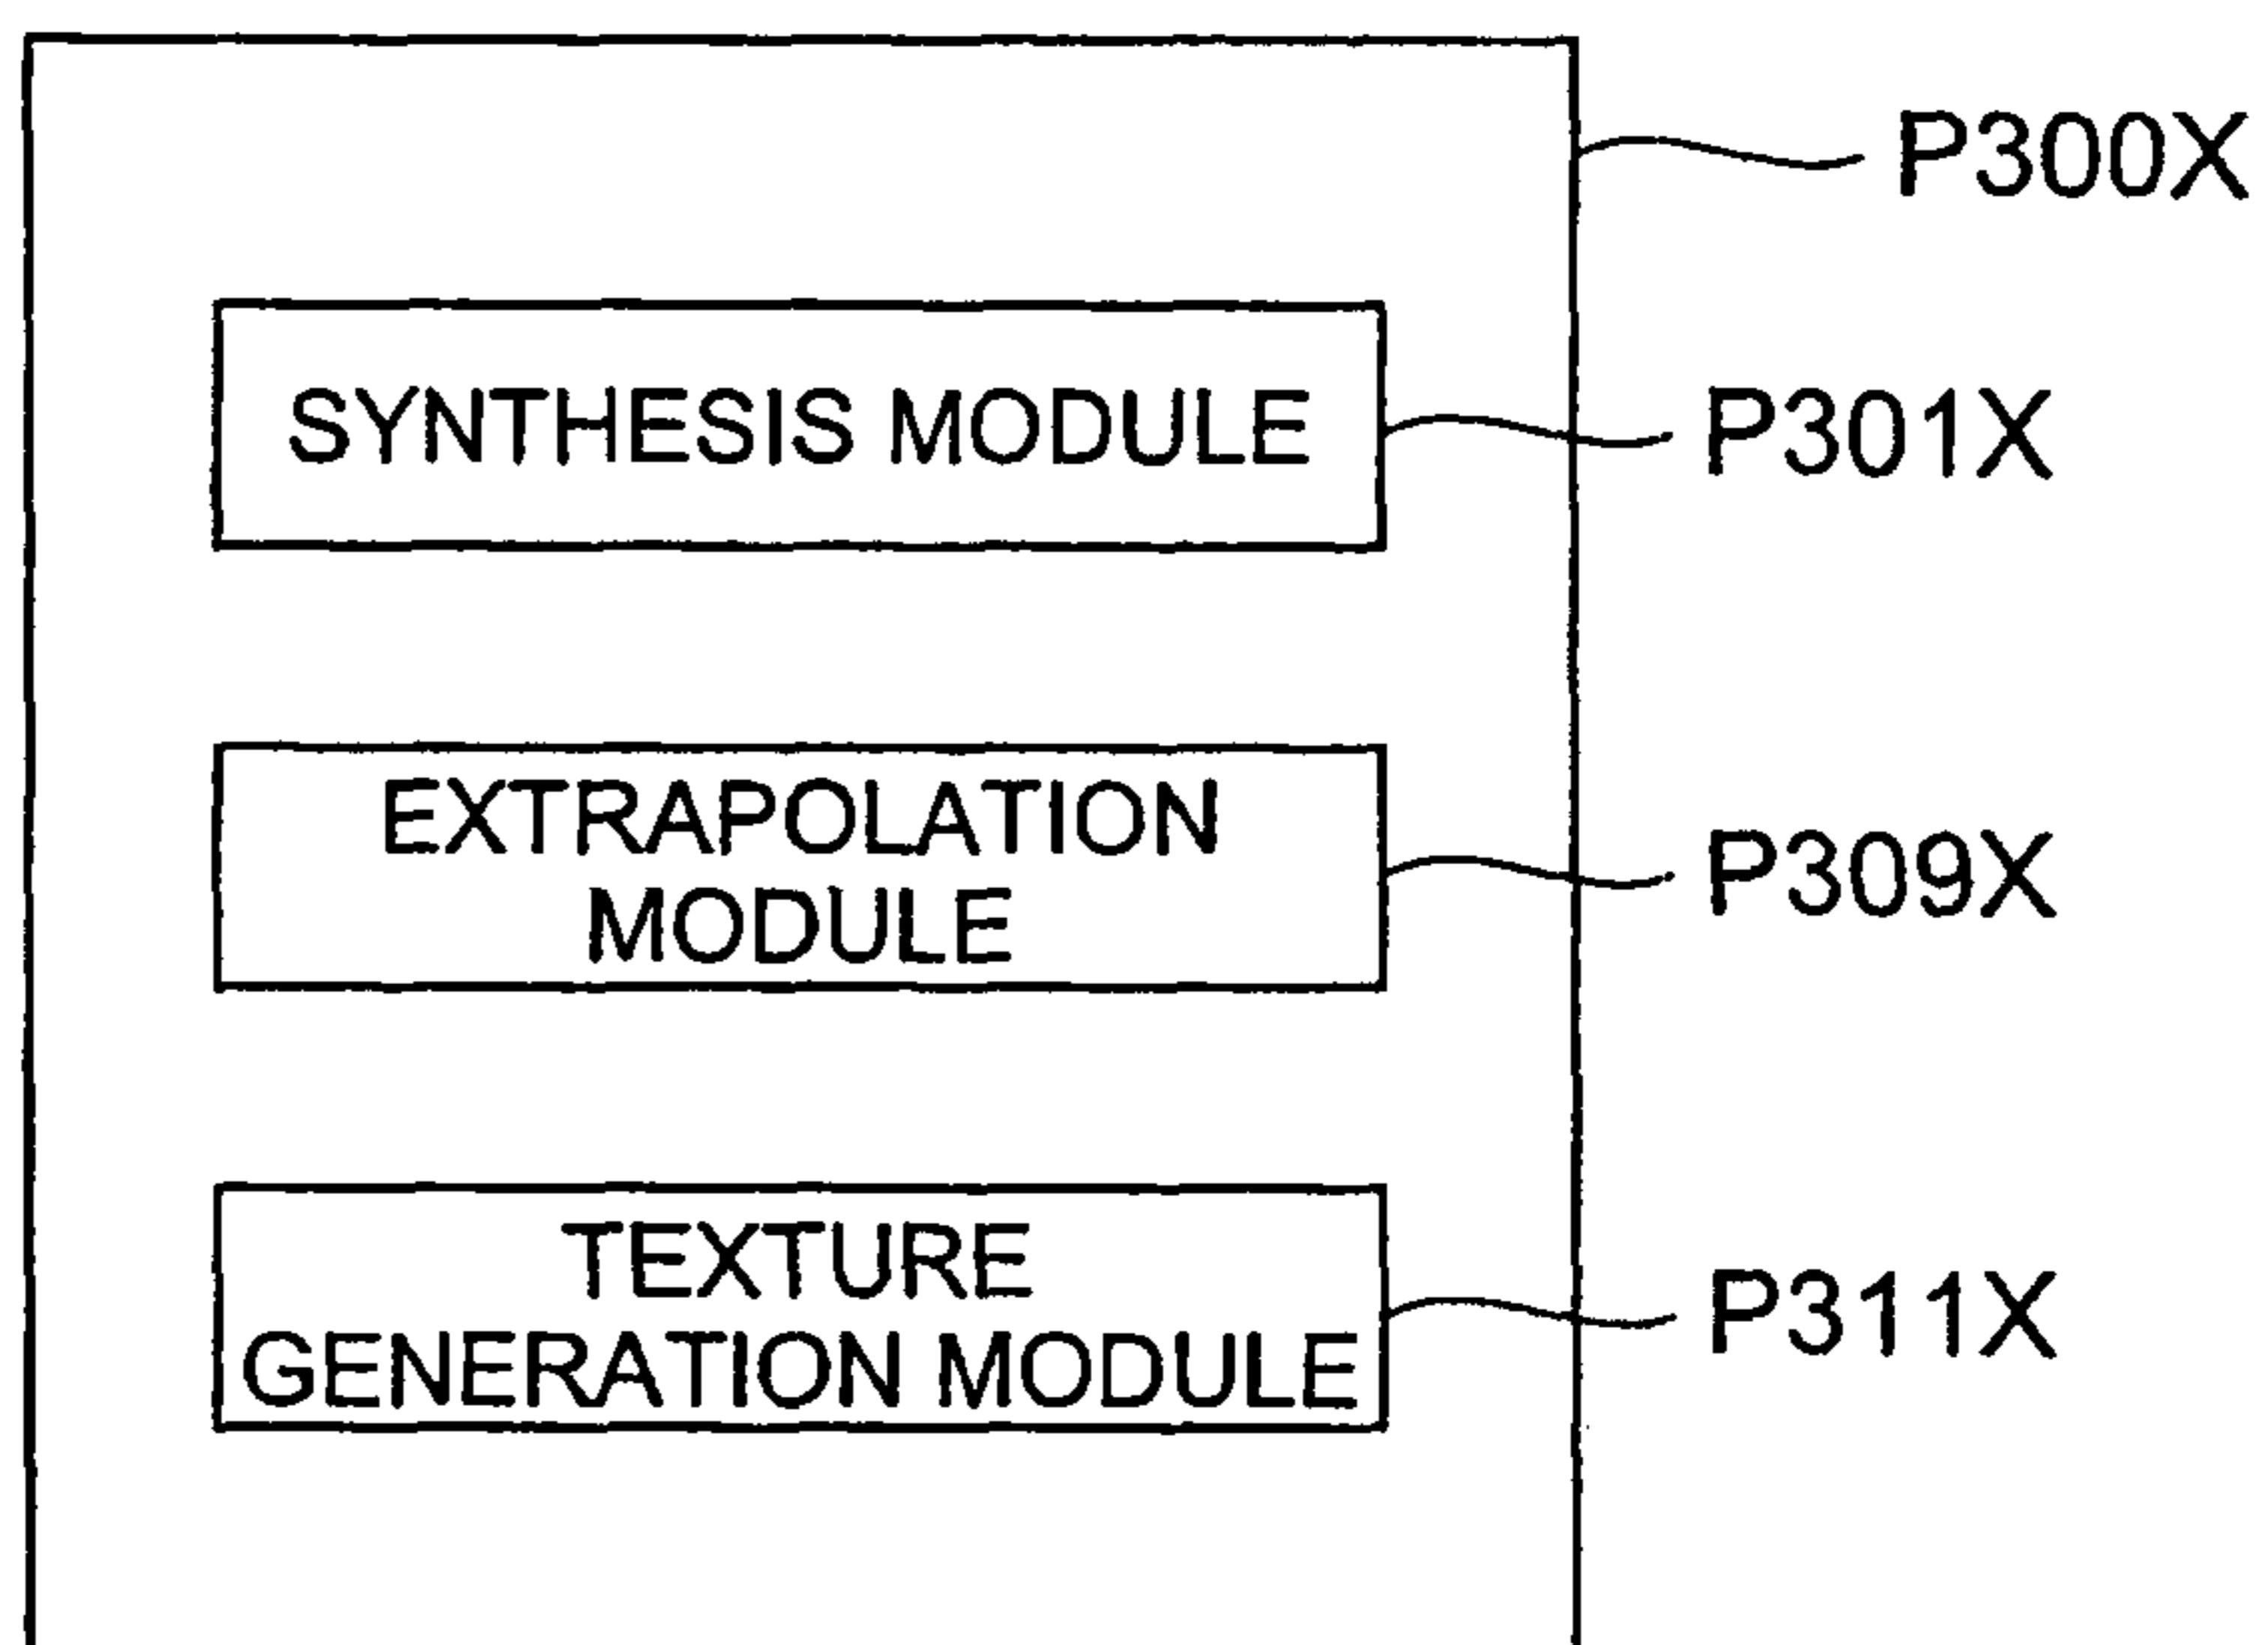 P300X
SYNTHESIS MODULE
P301X
EXTRAPOLATION
MODULE
P309X
TEXTURE
GENERATION MODULE
P311X